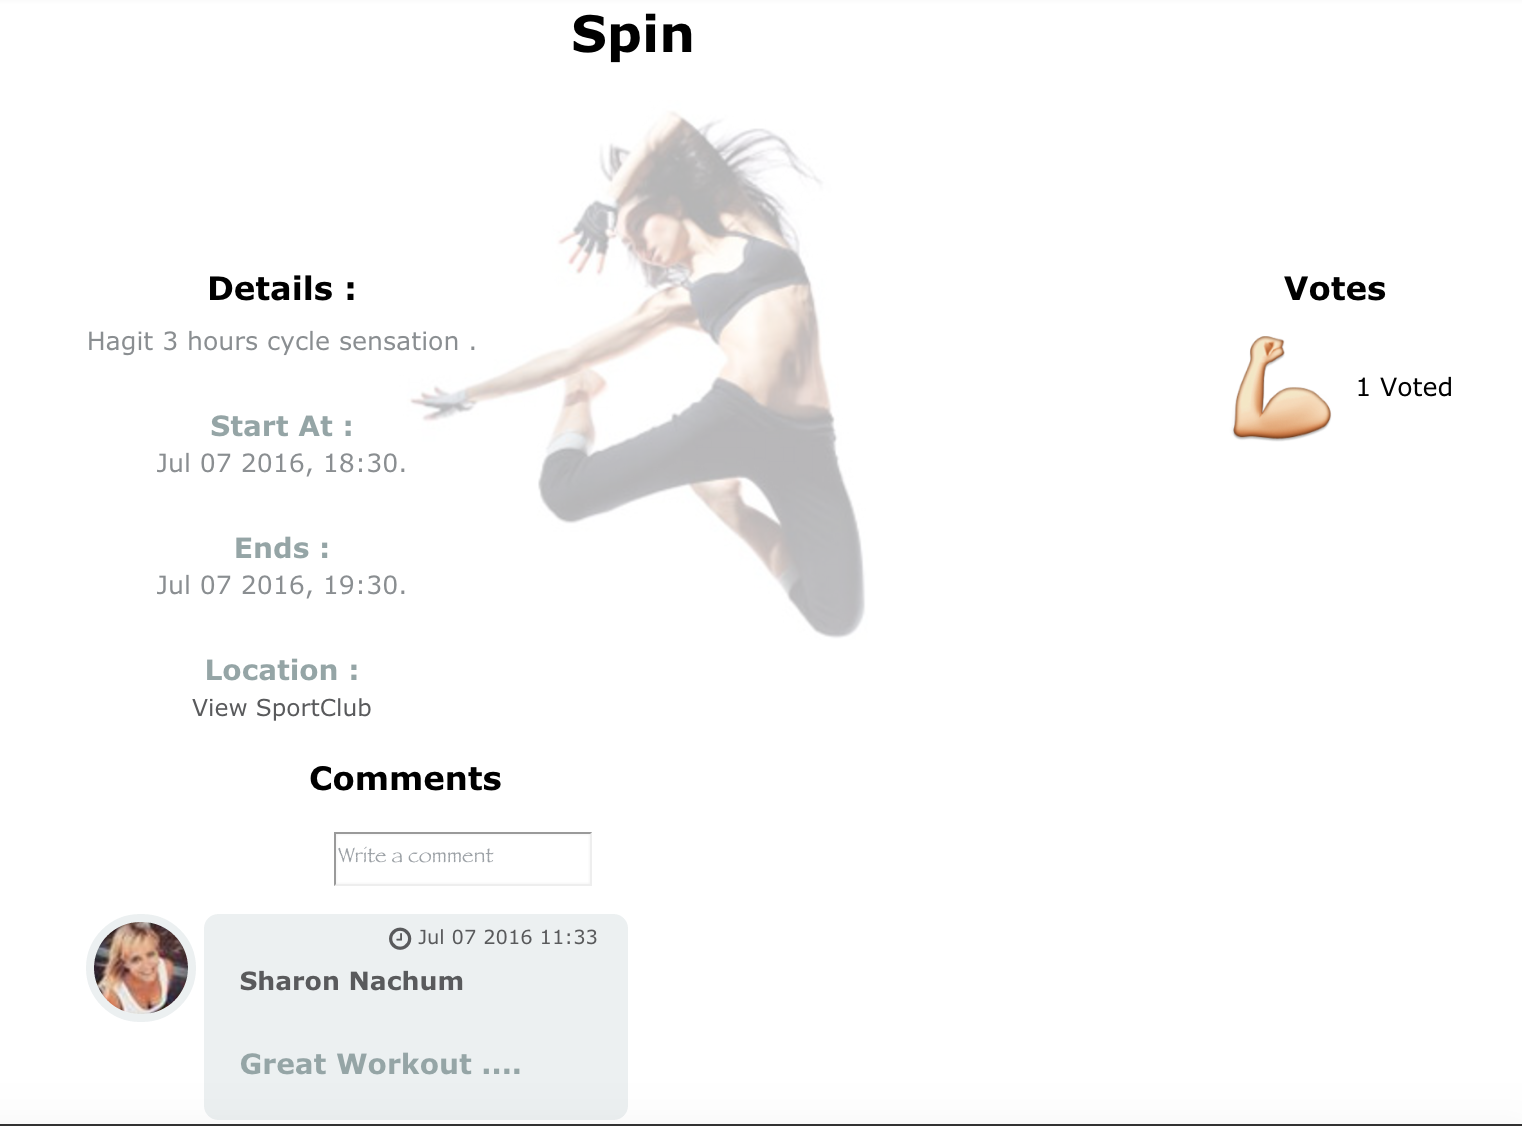 Spin
Details :
Hagit 3 hours cycle sensation .
Start At :
Jul 07 2016, 18:30.
Ends :
Jul 07 2016, 19:30.
Location :
View SportClub
Votes
1 Voted
Comments
Write a comment
Jul 07 2016 11:33
Sharon Nachum
Great Workout ....